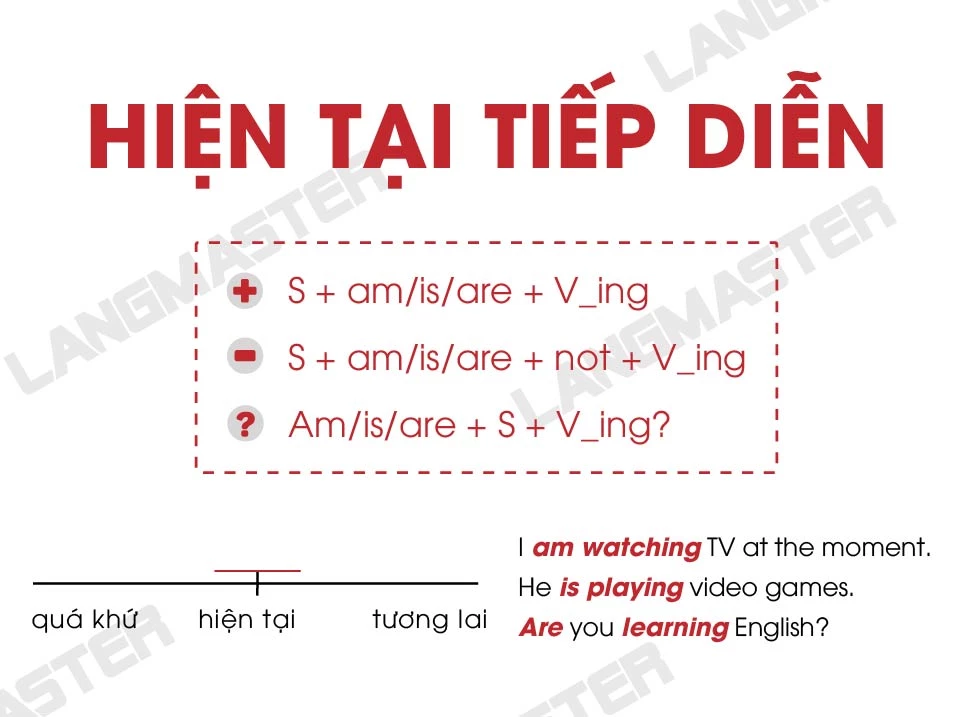 HIỆN TẠI TIẾP DIỄN
+ S + am/is/are + V_ing
- S + am/is/are + not + V_ing
? Am/is/are + S + V_ing?
quá khứ hiện tại tương lai
I am watching TV at the moment.
He is playing video games.
Are you learning English?
LANGMASTER
LANGMASTER
LANGMASTER
LANGMASTER
LANGMASTER
LANGMASTER